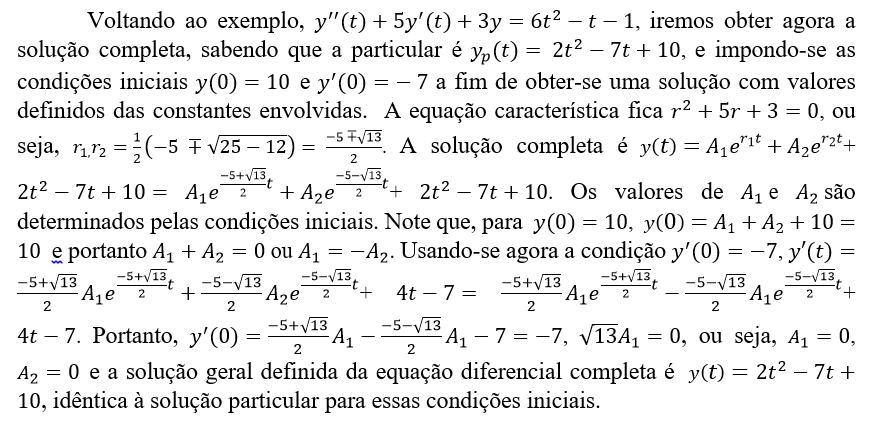 Voltando ao exemplo, y′′(t) + 5y′(t) + 3y = 6t² − t − 1, iremos obter agora a
solução completa, sabendo que a particular é yₚ(t) = 2t² − 7t + 10, e impondo-se as
condições iniciais y(0) = 10 e y′(0) = − 7 a fim de obter-se uma solução com valores
definidos das constantes envolvidas. A equação característica fica r² + 5r + 3 = 0, ou
seja, r₁,r₂ = 1/2 (−5 ∓ √(25 − 12)) = (−5 ∓√13)/2. A solução completa é y(t) = A₁e^(r₁t) + A₂e^(r₂t)+
2t² − 7t + 10 = A₁e^((−5+√13)/2 t) + A₂e^((−5−√13)/2 t)+ 2t² − 7t + 10. Os valores de A₁e A₂ são
determinados pelas condições iniciais. Note que, para y(0) = 10, y(0) = A₁ + A₂ + 10 =
10 e portanto A₁ + A₂ = 0 ou A₁ = −A₂. Usando-se agora a condição y′(0) = −7, y′(t) =
(−5+√13)/2 A₁e^((−5+√13)/2 t) + (−5−√13)/2 A₂e^((−5−√13)/2 t)+ 4t − 7 = (−5+√13)/2 A₁e^((−5+√13)/2 t) − (−5−√13)/2 A₁e^((−5−√13)/2 t)+
4t − 7. Portanto, y′(0) = (−5+√13)/2 A₁ − (−5−√13)/2 A₁ − 7 = −7, √13A₁ = 0, ou seja, A₁ = 0,
A₂ = 0 e a solução geral definida da equação diferencial completa é y(t) = 2t² − 7t +
10, idêntica à solução particular para essas condições iniciais.